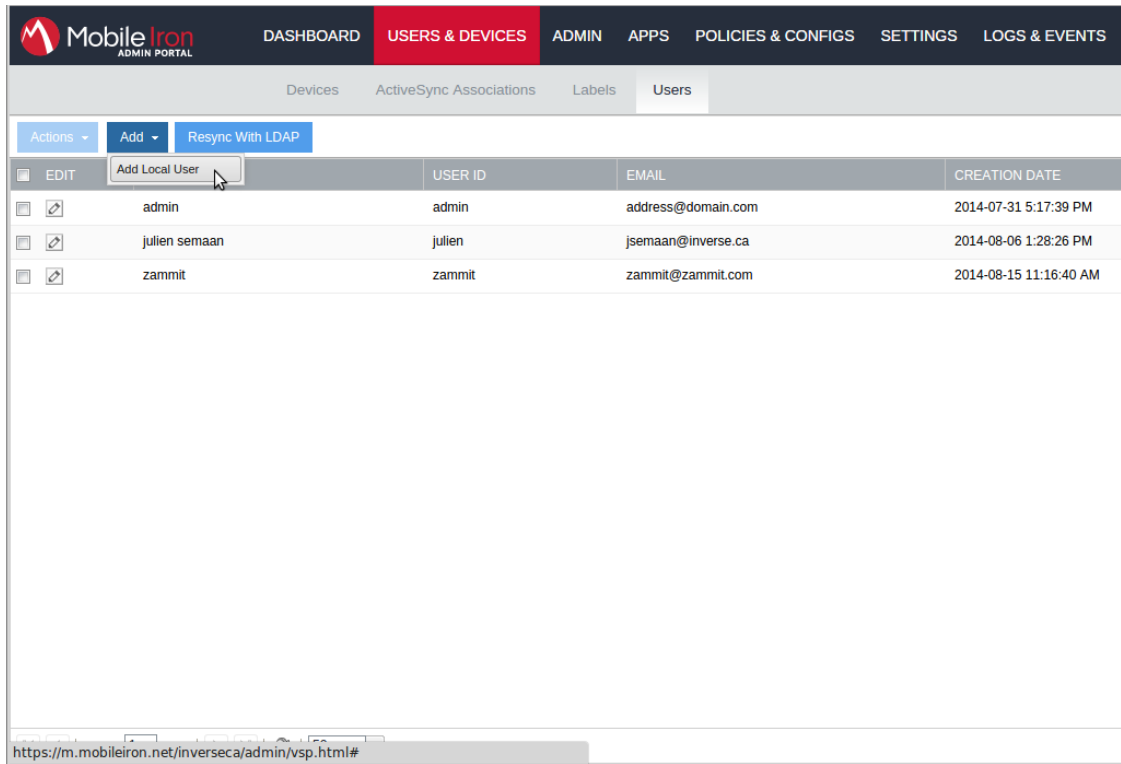 MobileIron
ADMIN PORTAL
DASHBOARD USERS & DEVICES ADMIN APPS POLICIES & CONFIGS SETTINGS LOGS & EVENTS
Devices ActiveSync Associations Labels Users
Actions Add Resync With LDAP
Add Local User
EDIT USER ID EMAIL CREATION DATE
admin admin address@domain.com 2014-07-31 5:17:39 PM
julien semaan julien jsemaan@inverse.ca 2014-08-06 1:28:26 PM
zammit zammit zammit@zammit.com 2014-08-15 11:16:40 AM
https://m.mobileiron.net/inverseca/admin/vsp.html#